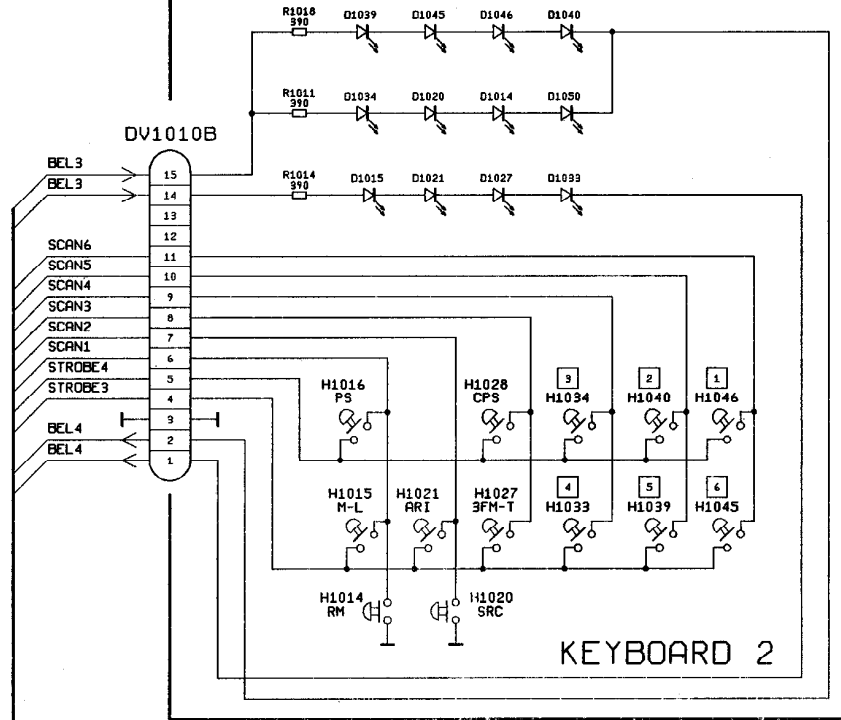 R1018 D1039 D1045 D1046 D1040
390
R1011 D1034 D1020 D1014 D1050
390
DV1010B
BEL3 15
BEL3 14
R1014 D1015 D1021 D1027 D1033
390
13
12
SCAN6 11
SCAN5 10
SCAN4 9
SCAN3 8
SCAN2 7
SCAN1 6
STROBE4 5
STROBE3 4
3
BEL4 2
BEL4 1
H1016
PS
H1028
CPS
3
H1034
2
H1040
1
H1046
H1015
M-L
H1021
ARI
H1027
3FM-T
4
H1033
5
H1039
6
H1045
H1014
RM
H1020
SRC
KEYBOARD 2